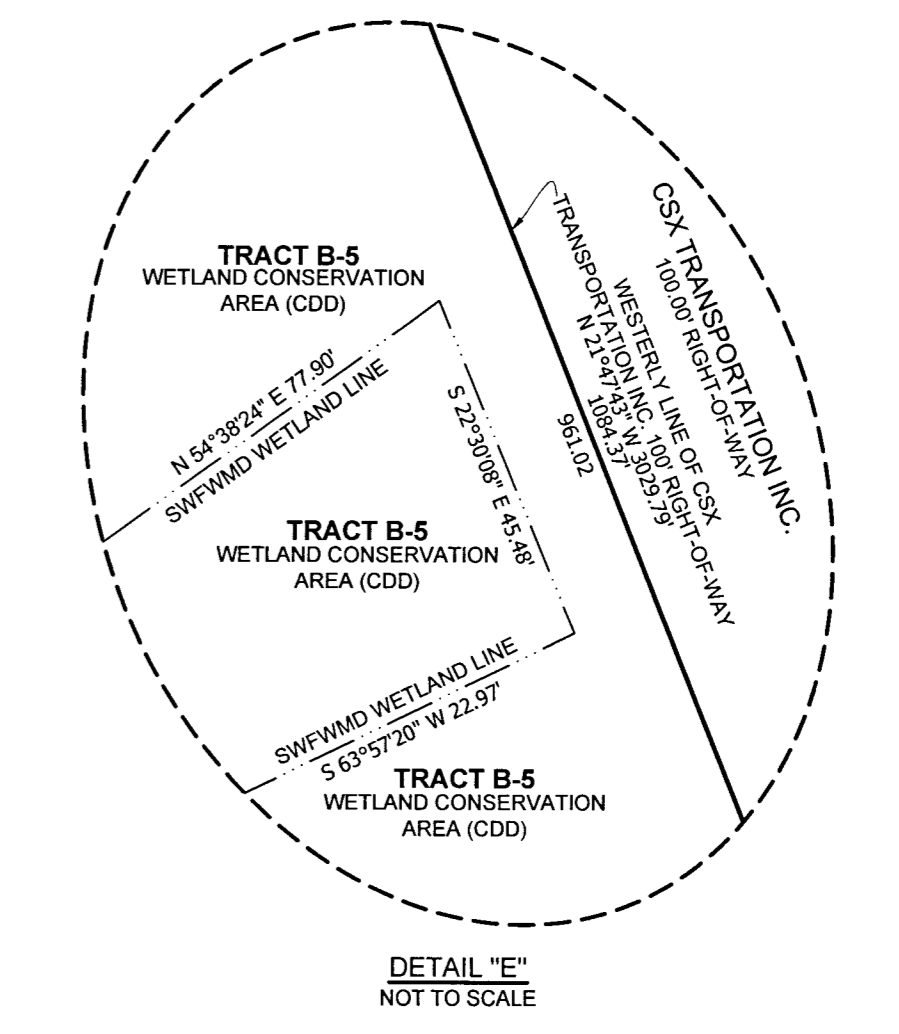 TRACT B-5
WETLAND CONSERVATION
AREA (CDD)
N 54°38'24" E 77.90'
SWFWMD WETLAND LINE
S 22°30'08" E 45.48'
TRACT B-5
WETLAND CONSERVATION
AREA (CDD)
SWFWMD WETLAND LINE
S 63°57'20" W 22.97'
TRACT B-5
WETLAND CONSERVATION
AREA (CDD)
CSX TRANSPORTATION INC.
100.00' RIGHT-OF-WAY
WESTERLY LINE OF CSX
TRANSPORTATION INC. 100' RIGHT-OF-WAY
N 21°47'43" W 3029.79'
1084.37'
961.02
DETAIL "E"
NOT TO SCALE